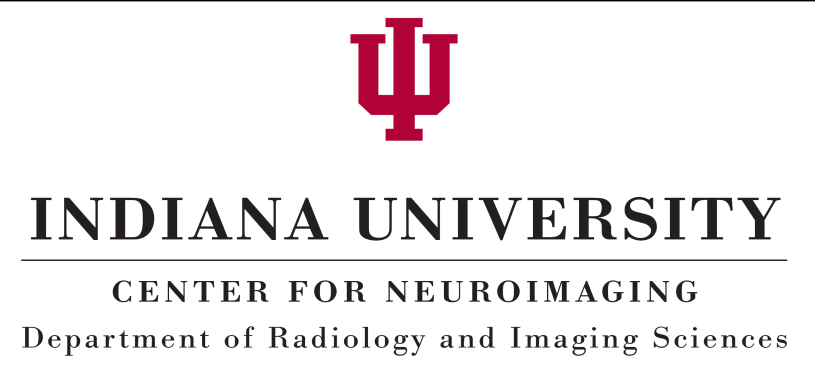 INDIANA UNIVERSITY
CENTER FOR NEUROIMAGING
Department of Radiology and Imaging Sciences